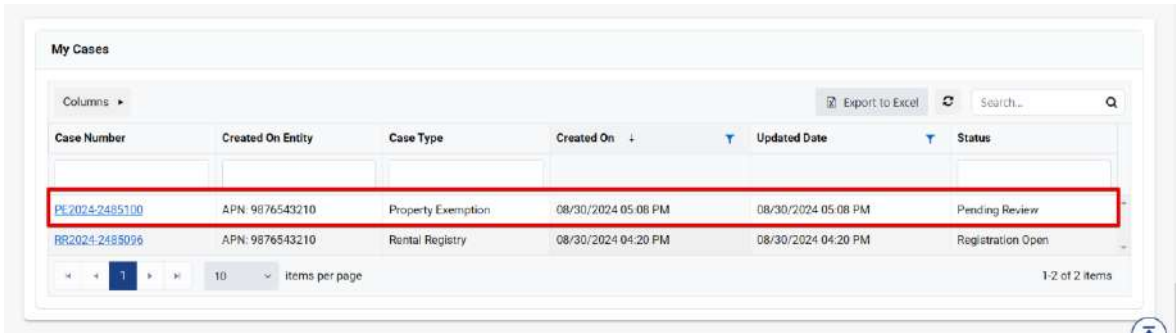 My Cases
Columns
Export to Excel Search...
Case Number Created On Entity Case Type Created On Updated Date Status
PE2024-2485100 APN: 9876543210 Property Exemption 08/30/2024 05:08 PM 08/30/2024 05:08 PM Pending Review
RR2024-2485096 APN: 9876543210 Rental Registry 08/30/2024 04:20 PM 08/30/2024 04:20 PM Registration Open
1 10 items per page 1-2 of 2 items